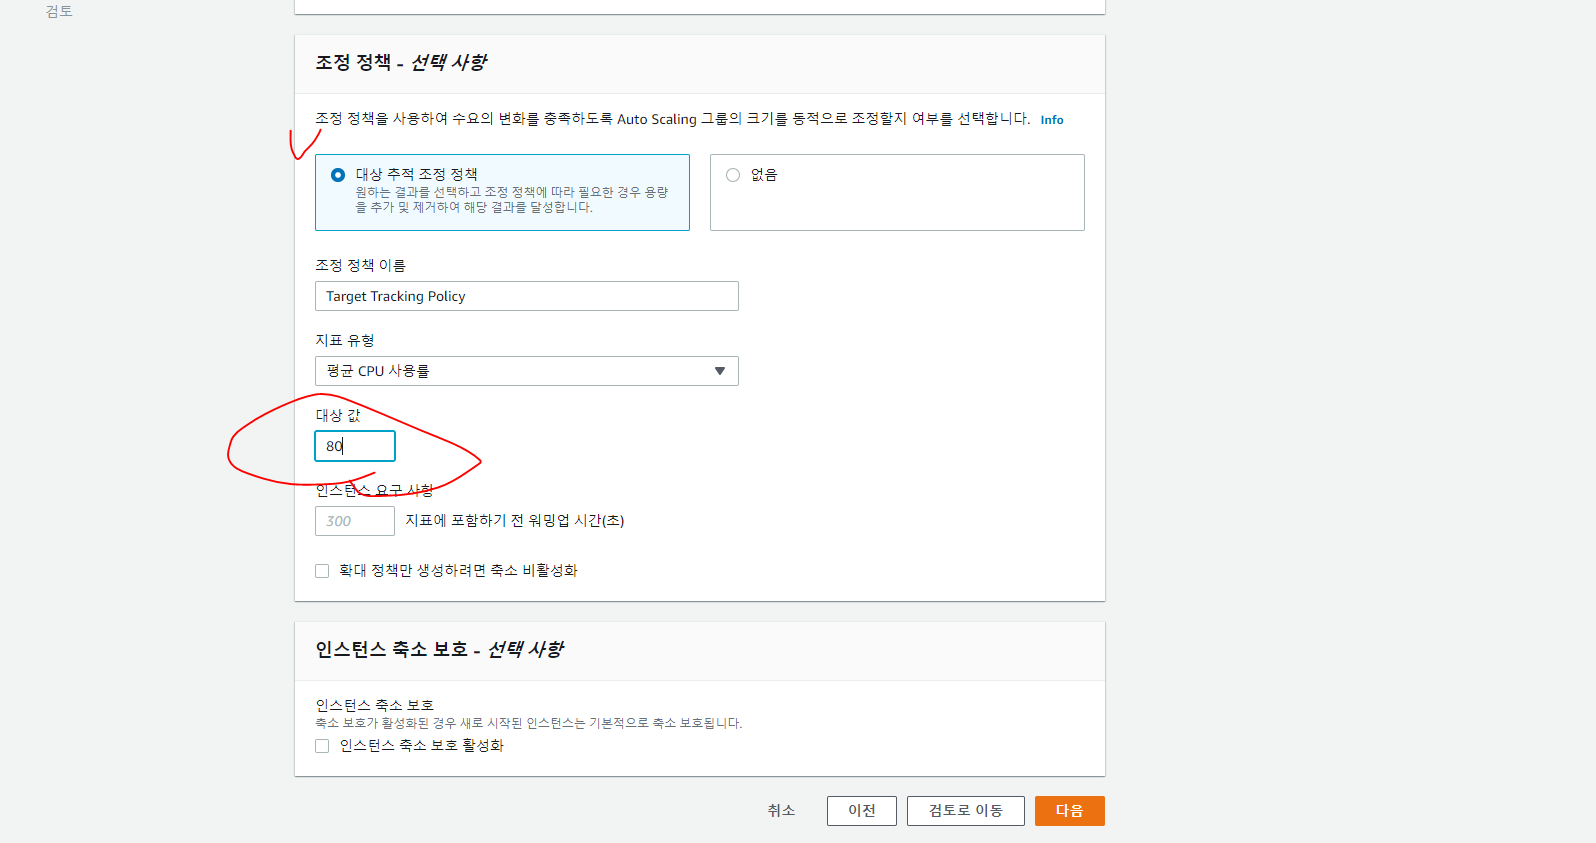 검토
조정 정책 - 선택 사항
조정 정책을 사용하여 수요의 변화를 충족하도록 Auto Scaling 그룹의 크기를 동적으로 조정할지 여부를 선택합니다. Info
대상 추적 조정 정책
원하는 결과를 선택하고 조정 정책에 따라 필요한 경우 용량
을 추가 및 제거하여 해당 결과를 달성합니다.
없음
조정 정책 이름
Target Tracking Policy
지표 유형
평균 CPU 사용률
대상 값
80
인스턴스 요구 사항
300 지표에 포함하기 전 워밍업 시간(초)
확대 정책만 생성하려면 축소 비활성화
인스턴스 축소 보호 - 선택 사항
인스턴스 축소 보호
축소 보호가 활성화된 경우 새로 시작된 인스턴스는 기본적으로 축소 보호됩니다.
인스턴스 축소 보호 활성화
취소 이전 검토로 이동 다음